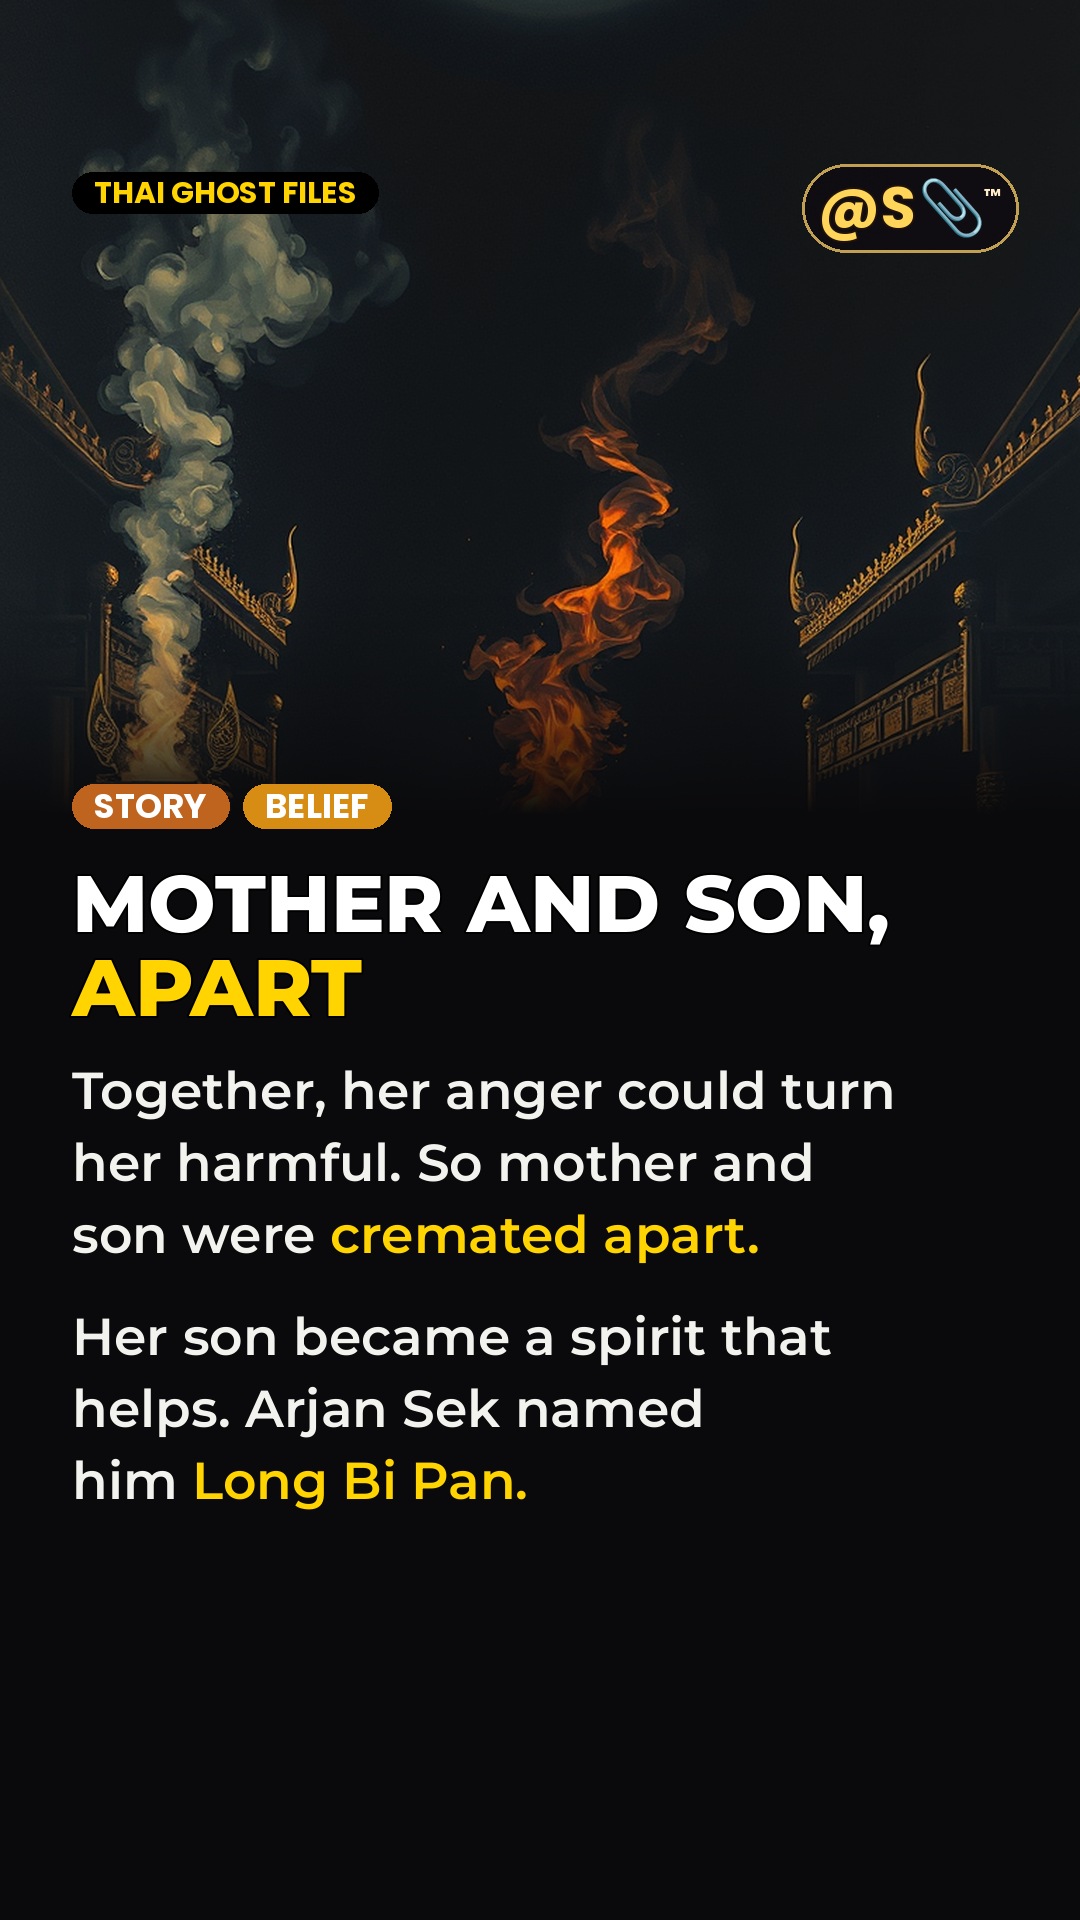 THAI GHOST FILES
@S📎™
STORY BELIEF
MOTHER AND SON,
APART
Together, her anger could turn
her harmful. So mother and
son were cremated apart.
Her son became a spirit that
helps. Arjan Sek named
him Long Bi Pan.